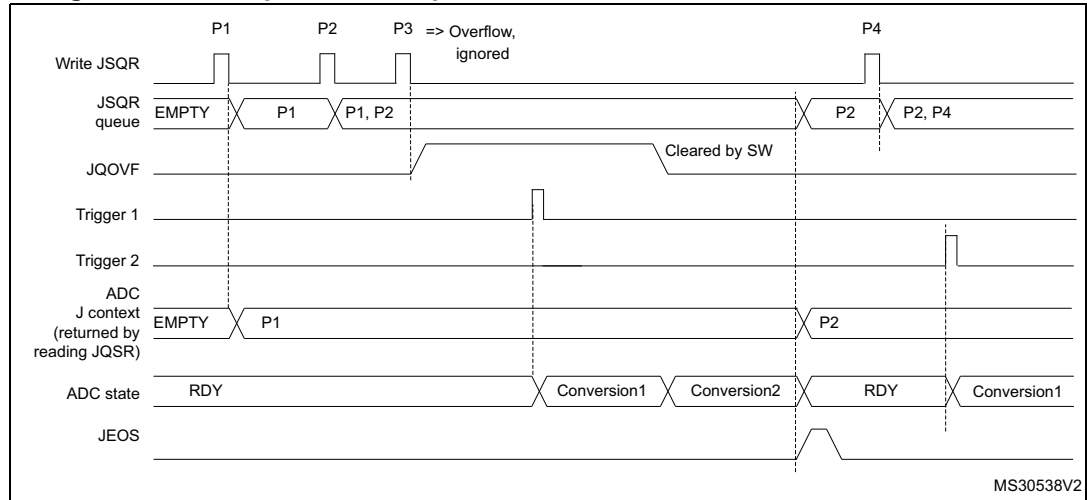 P1 P2 P3 => Overflow, P4
ignored
Write JSQR
JSQR
queue
EMPTY P1 P1, P2 P2 P2, P4
JQOVF
Cleared by SW
Trigger 1
Trigger 2
ADC
J context
(returned by
reading JQSR)
EMPTY P1 P2
ADC state RDY Conversion1 Conversion2 RDY Conversion1
JEOS
MS30538V2